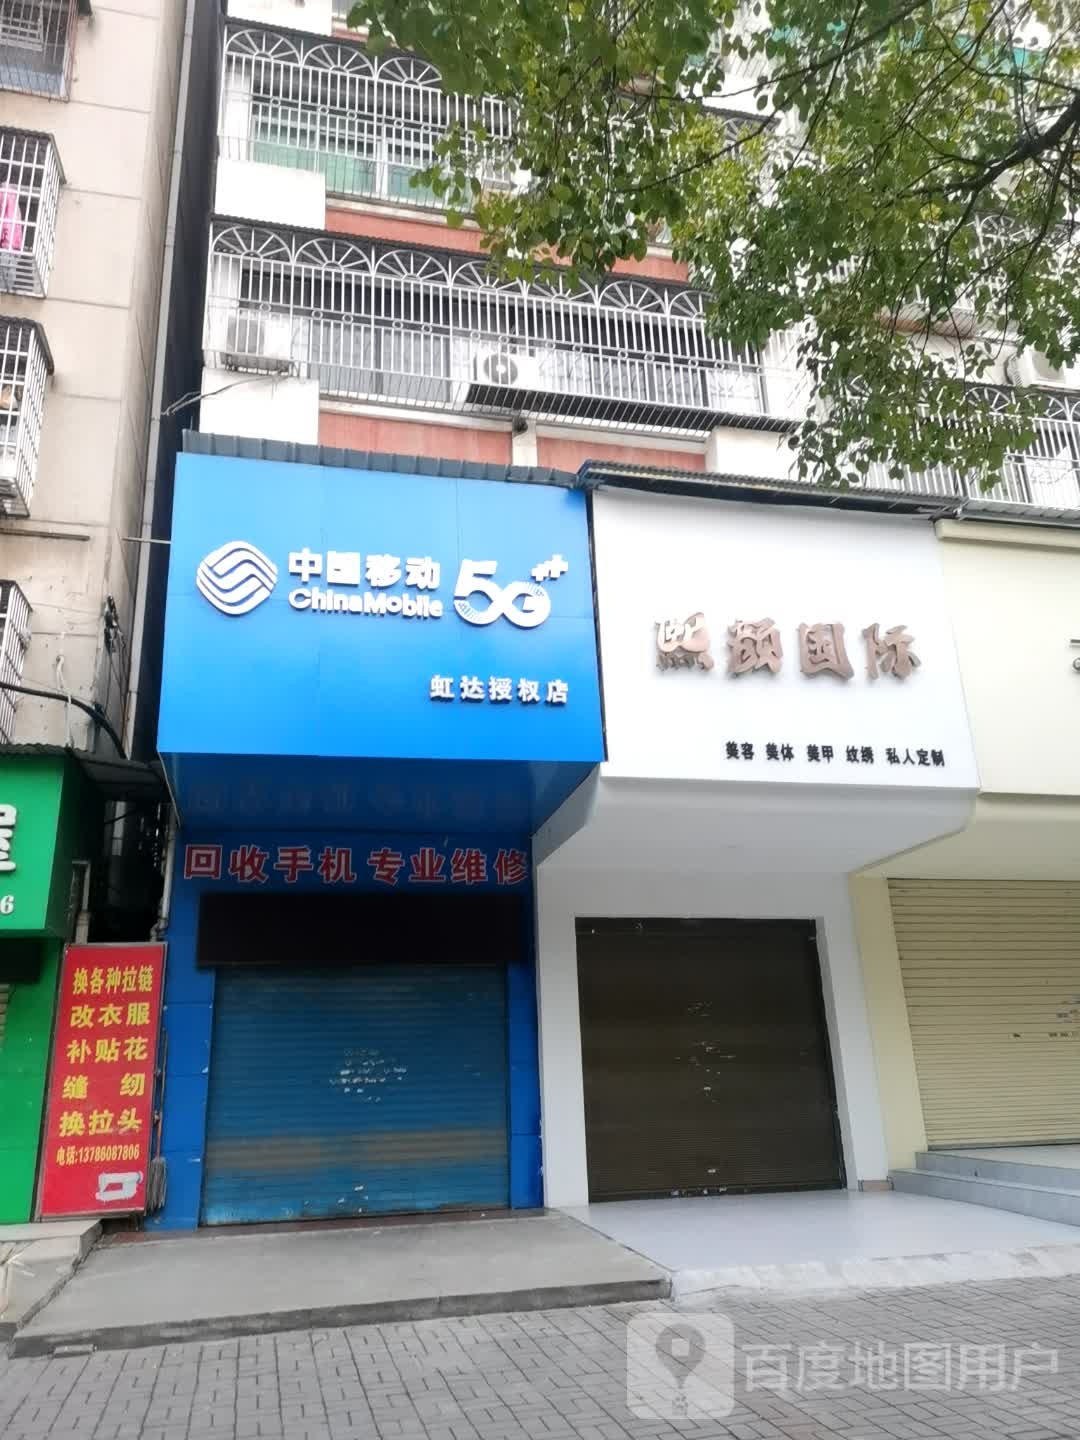 中国移动
ChinaMobile
5G++
虹达授权店
回收手机 专业维修
熙颜国际
美容 美体 美甲 纹绣 私人定制
6
换各种拉链
改衣服
补贴花
缝 纫
换拉头
电话:13786087806
百度地图用户